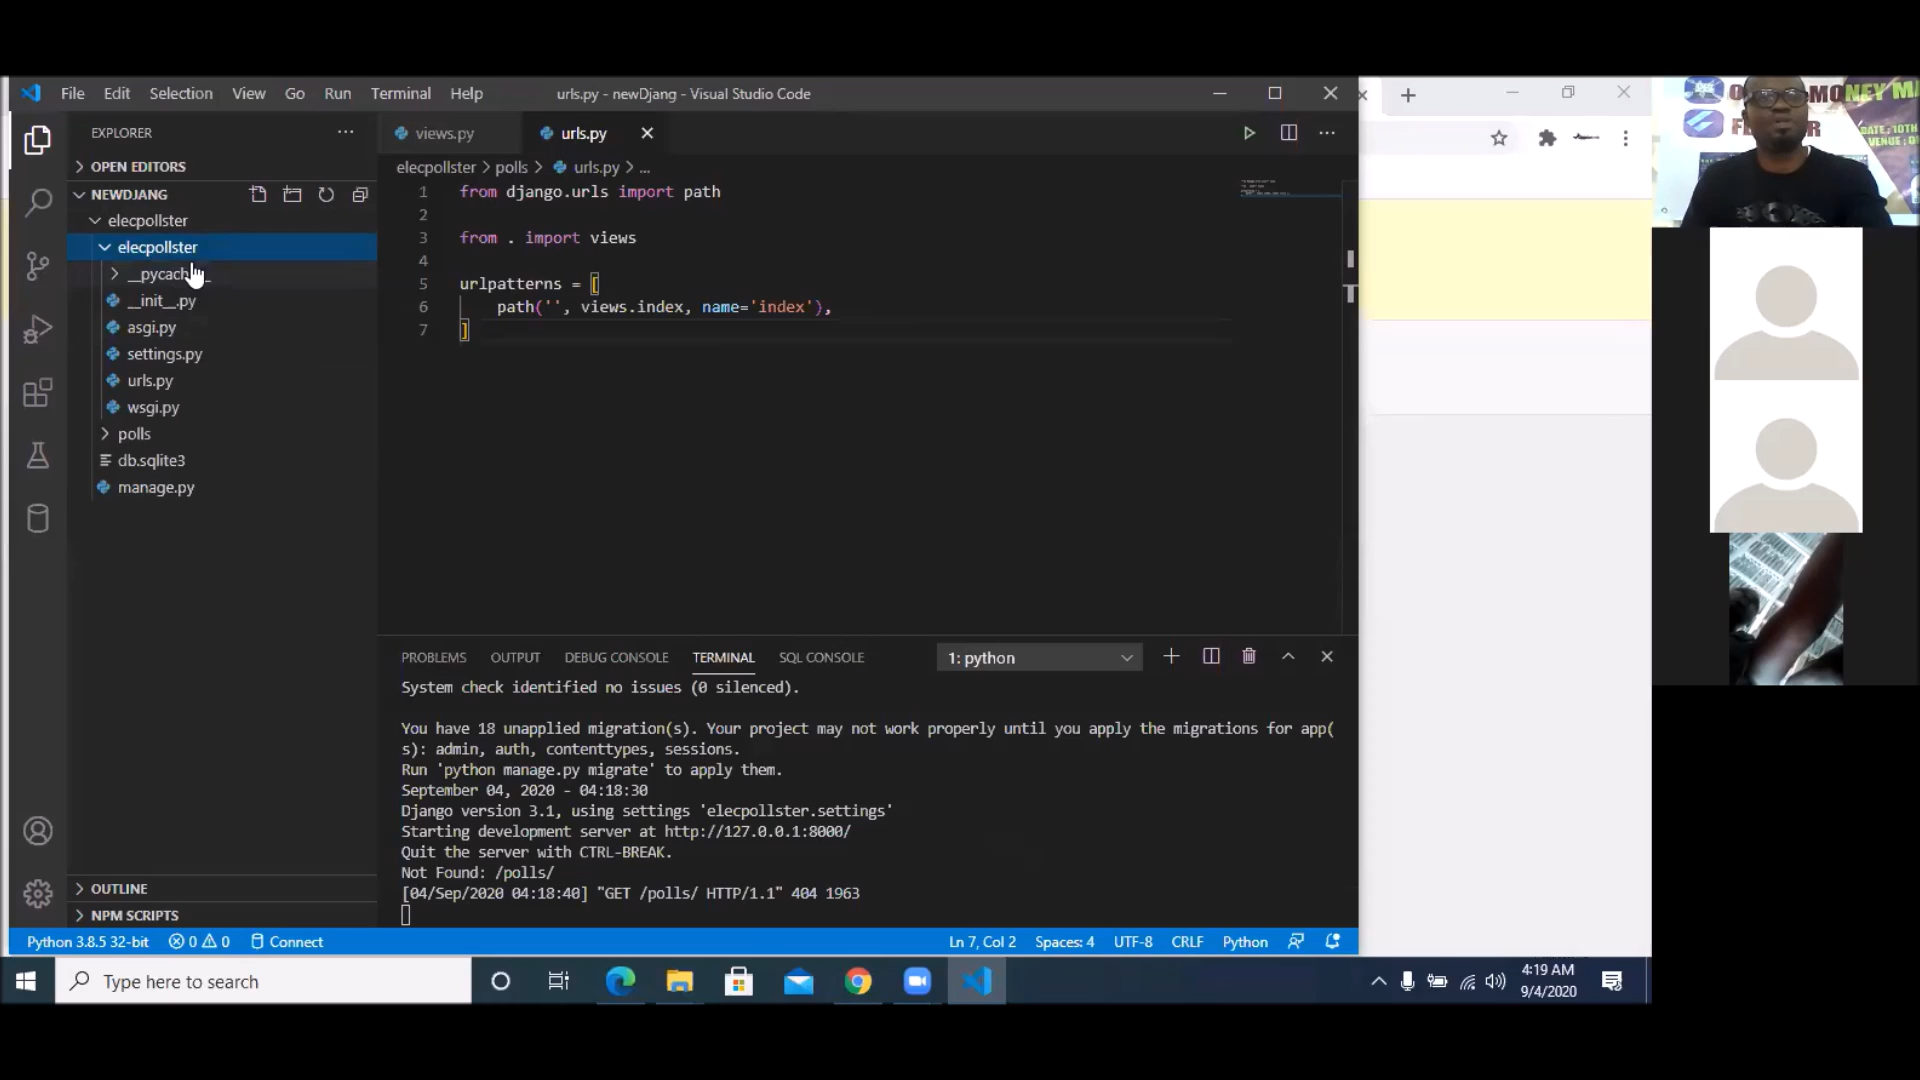 File Edit Selection View Go Run Terminal Help
urls.py - newDjang - Visual Studio Code
EXPLORER
OPEN EDITORS
NEWDJANG
elecpollster
elecpollster
__init__.py
asgi.py
settings.py
urls.py
wsgi.py
polls
db.sqlite3
manage.py
OUTLINE
NPM SCRIPTS
views.py
urls.py
elecpollster > polls > urls.py > ...
1 from django.urls import path
2
3 from . import views
4
5 urlpatterns = [
6 path('', views.index, name='index'),
7 ]
PROBLEMS OUTPUT DEBUG CONSOLE TERMINAL SQL CONSOLE
1: python
System check identified no issues (0 silenced).
You have 18 unapplied migration(s). Your project may not work properly until you apply the migrations for app(
s): admin, auth, contenttypes, sessions.
Run 'python manage.py migrate' to apply them.
September 04, 2020 - 04:18:30
Django version 3.1, using settings 'elecpollster.settings'
Starting development server at http://127.0.0.1:8000/
Quit the server with CTRL-BREAK.
Not Found: /polls/
[04/Sep/2020 04:18:40] "GET /polls/ HTTP/1.1" 404 1963
Python 3.8.5 32-bit 0 0 Connect
Ln 7, Col 2 Spaces: 4 UTF-8 CRLF Python
Type here to search
4:19 AM
9/4/2020